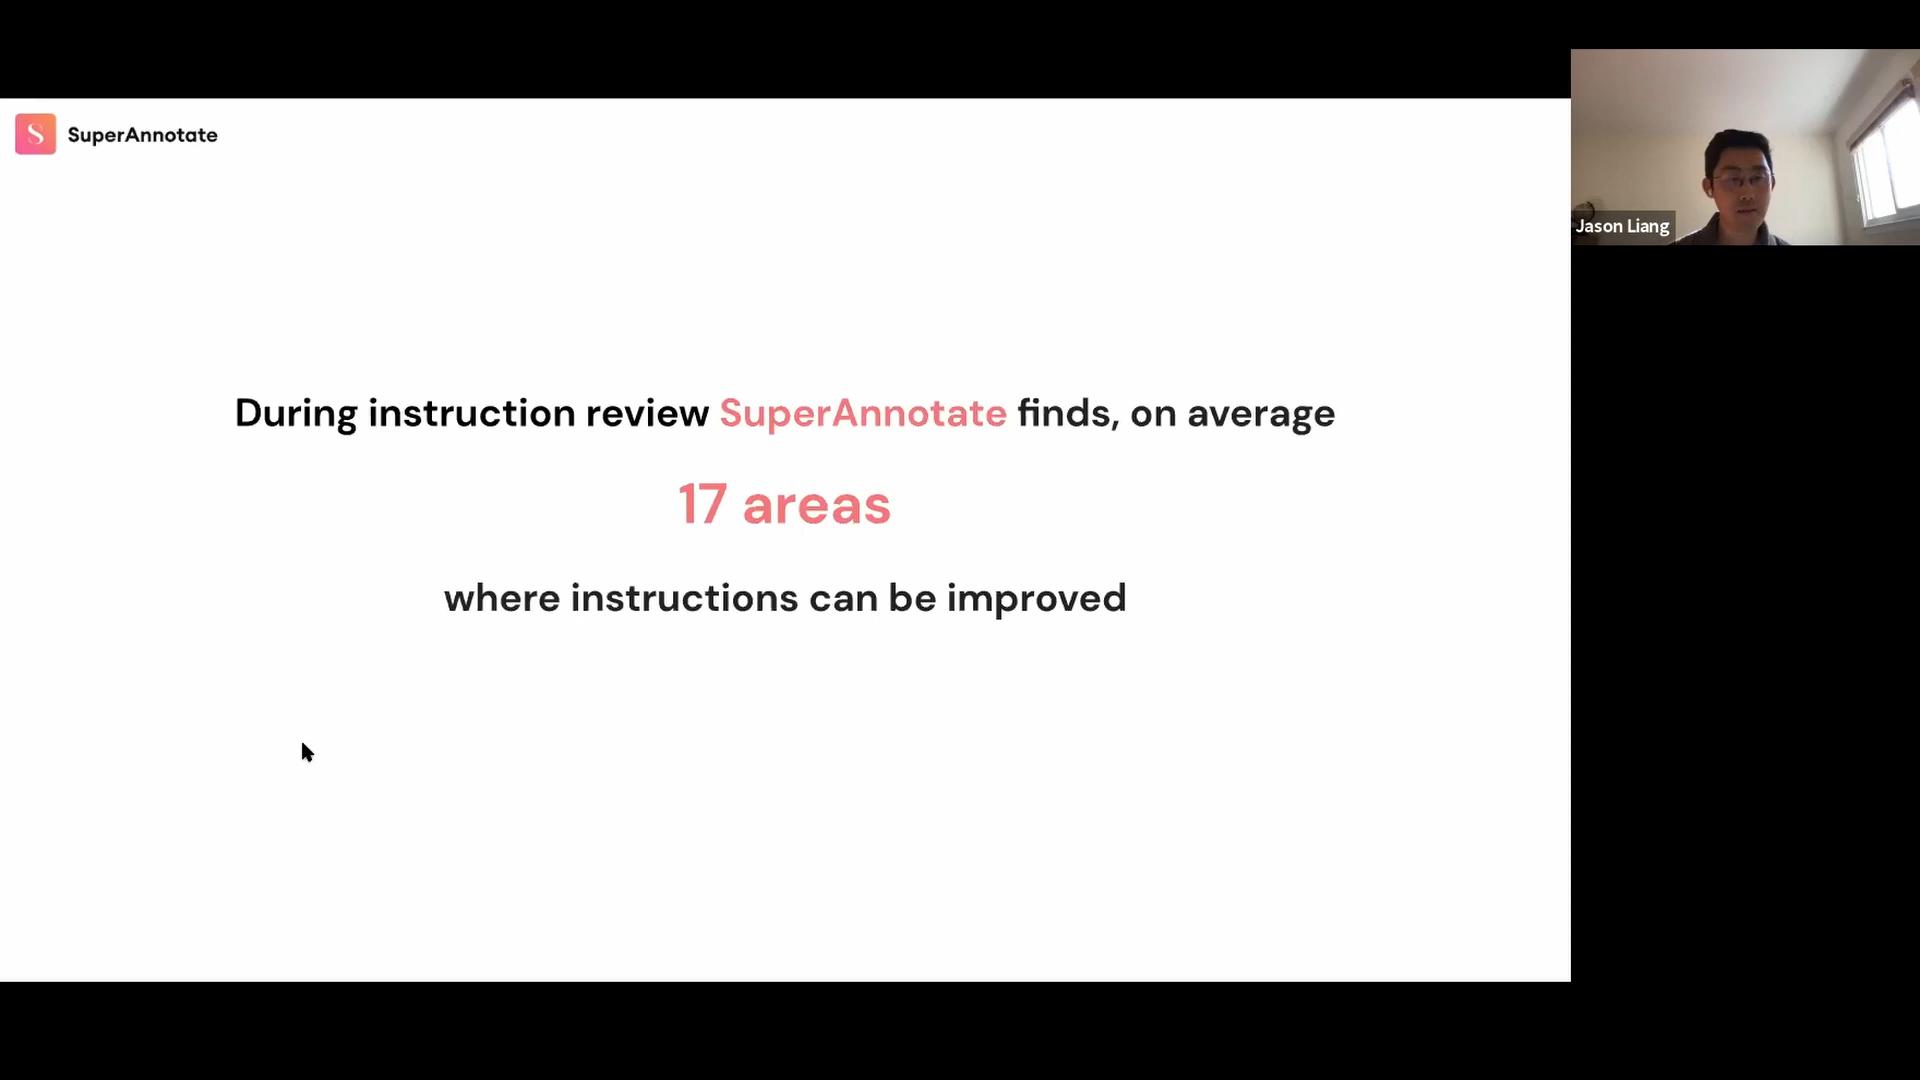 SuperAnnotate
During instruction review SuperAnnotate finds, on average
17 areas
where instructions can be improved
Jason Liang